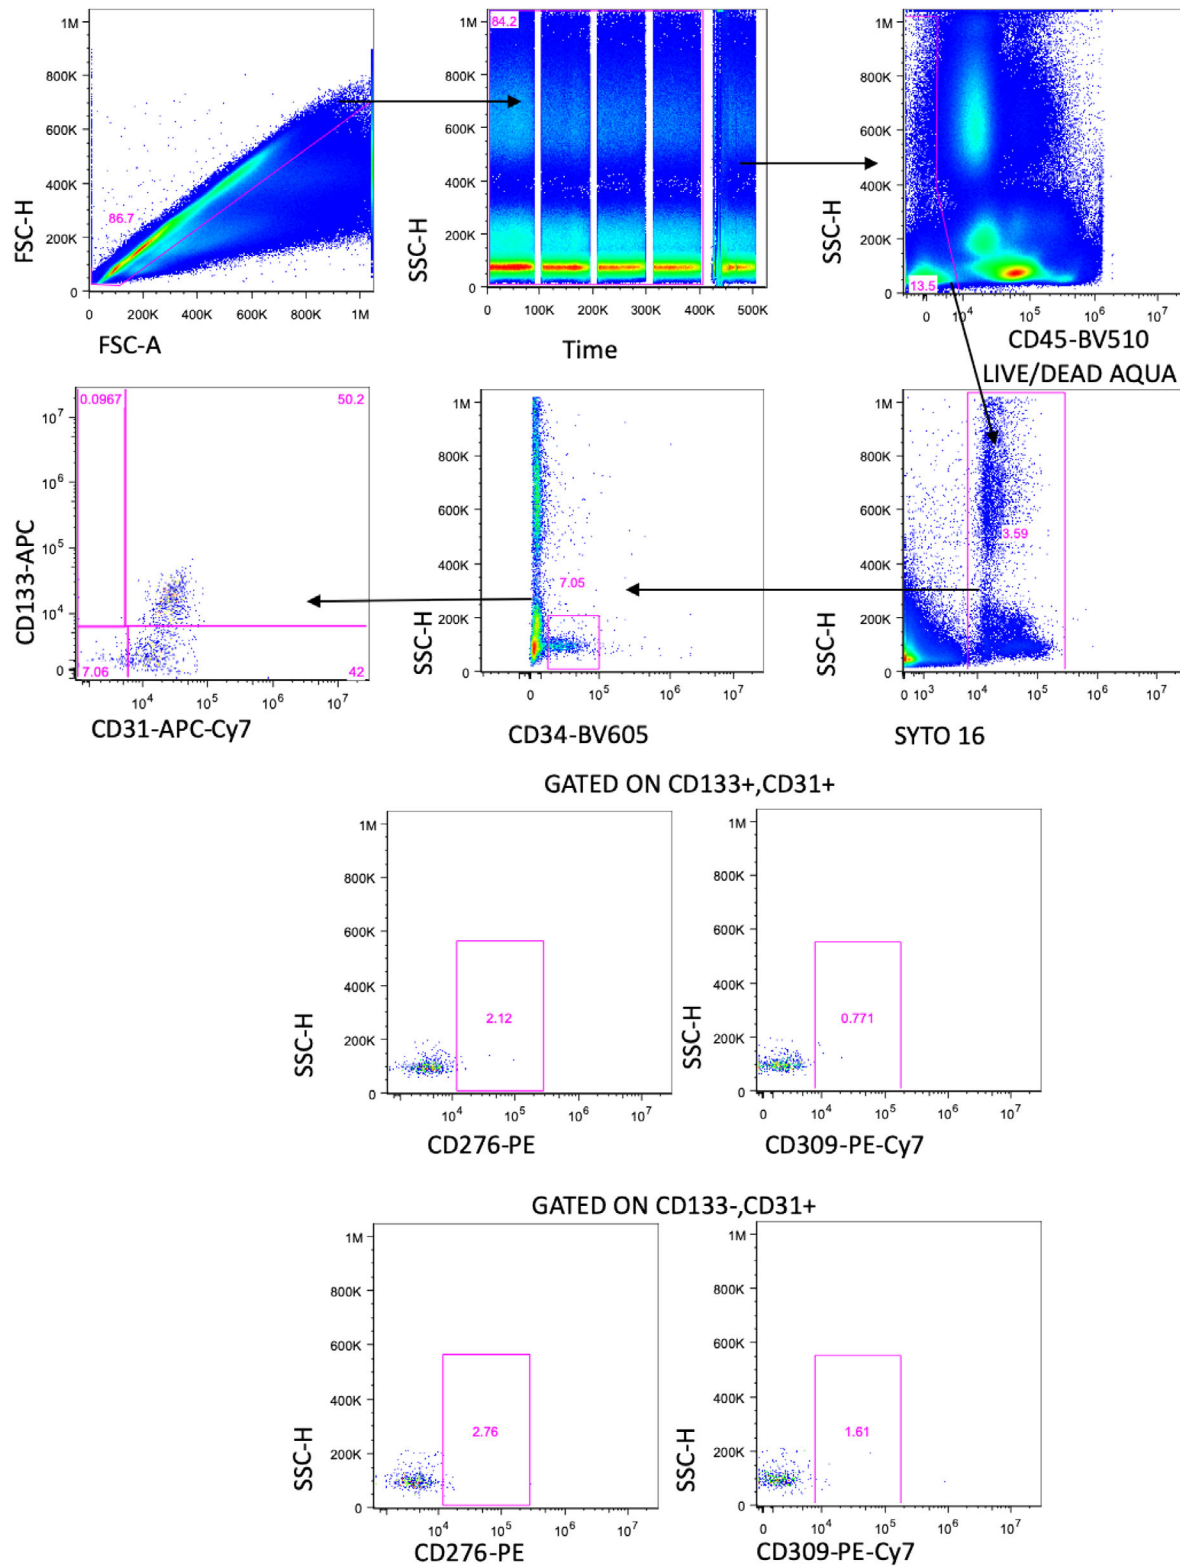 1M
800K
600K
400K
200K
0
FSC-H
86.7
0 200K 400K 600K 800K 1M
FSC-A
1M
800K
600K
400K
200K
0
SSC-H
84.2
0 100K 200K 300K 400K 500K
Time
1M
800K
600K
400K
200K
0
SSC-H
13.5
0 10^4 10^5 10^6 10^7
CD45-BV510
LIVE/DEAD AQUA
10^7
10^6
10^5
10^4
0
CD133-APC
0.0967 50.2
7.06 42
10^4 10^5 10^6 10^7
CD31-APC-Cy7
1M
800K
600K
400K
200K
0
SSC-H
7.05
0 10^5 10^6 10^7
CD34-BV605
1M
800K
600K
400K
200K
0
SSC-H
3.59
0 10^3 10^4 10^5 10^6 10^7
SYTO 16
GATED ON CD133+,CD31+
1M
800K
600K
400K
200K
0
SSC-H
2.12
10^4 10^5 10^6 10^7
CD276-PE
1M
800K
600K
400K
200K
0
SSC-H
0.771
0 10^4 10^5 10^6 10^7
CD309-PE-Cy7
GATED ON CD133-,CD31+
1M
800K
600K
400K
200K
0
SSC-H
2.76
10^4 10^5 10^6 10^7
CD276-PE
1M
800K
600K
400K
200K
0
SSC-H
1.61
0 10^4 10^5 10^6 10^7
CD309-PE-Cy7